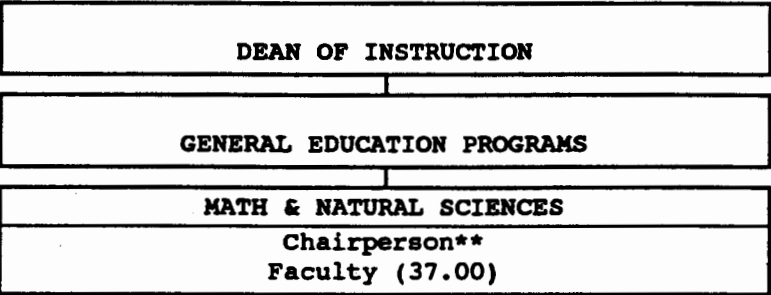 DEAN OF INSTRUCTION
GENERAL EDUCATION PROGRAMS
MATH & NATURAL SCIENCES
Chairperson**
Faculty (37.00)